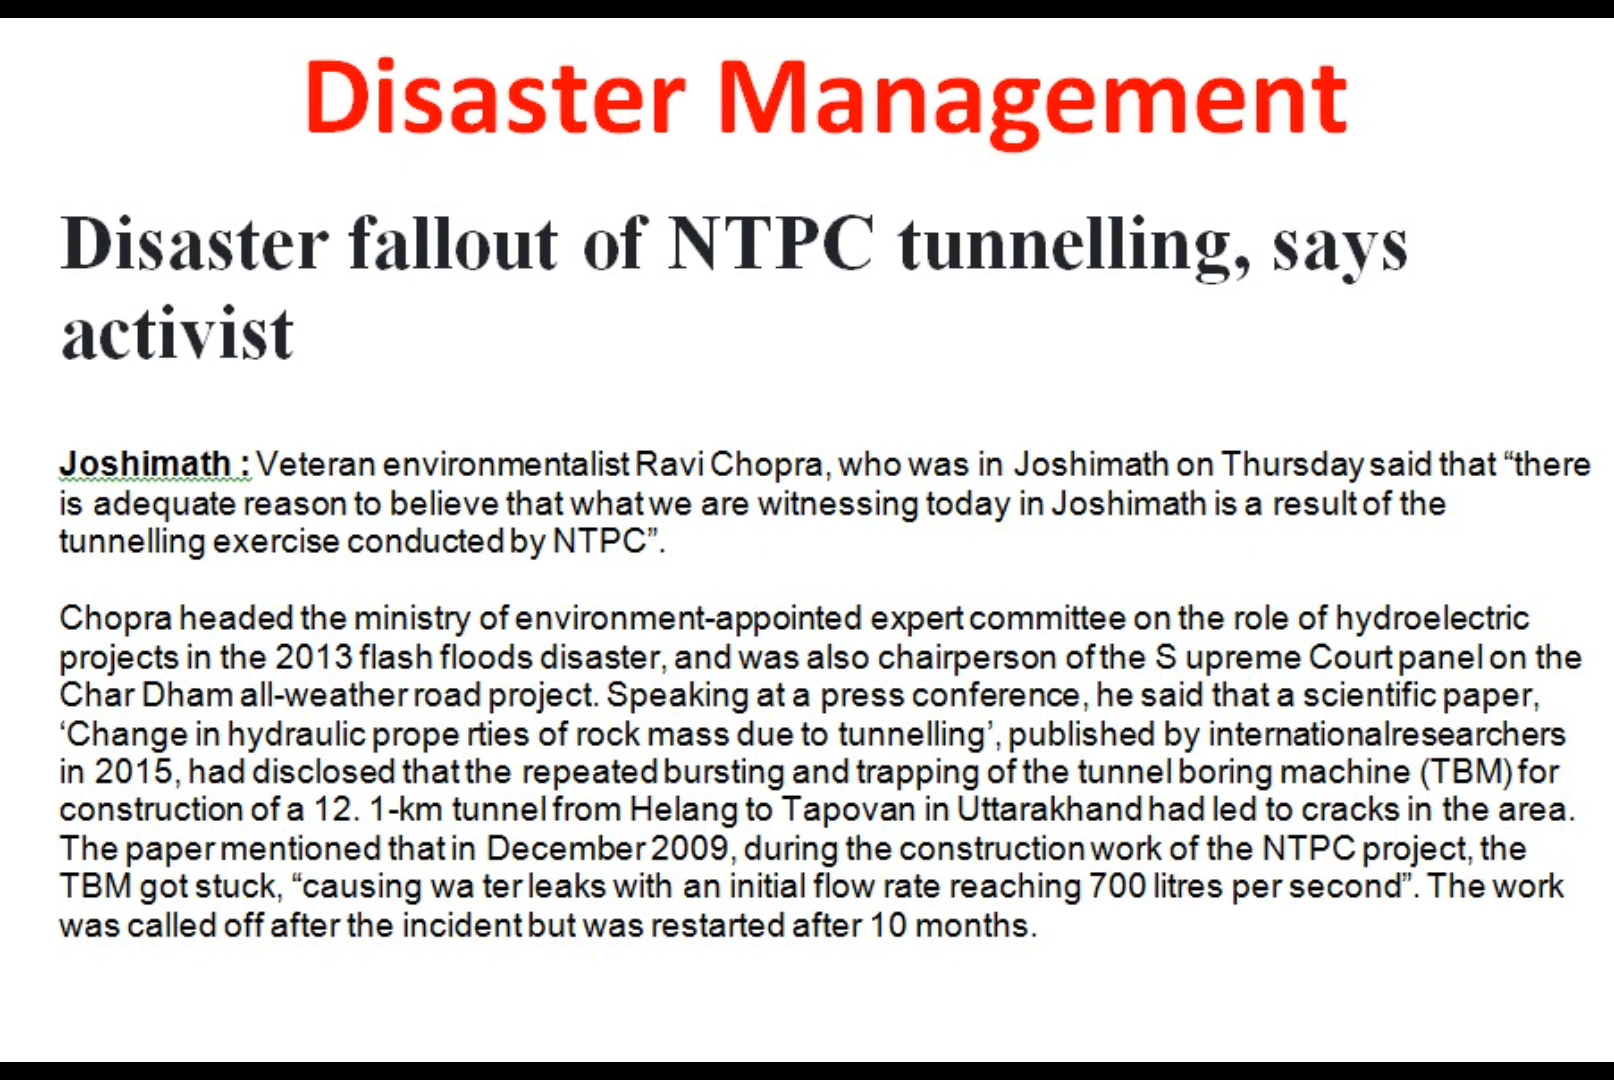 Disaster Management
Disaster fallout of NTPC tunnelling, says
activist
Joshimath : Veteran environmentalist Ravi Chopra, who was in Joshimath on Thursday said that “there
is adequate reason to believe that what we are witnessing today in Joshimath is a result of the
tunnelling exercise conducted by NTPC”.
Chopra headed the ministry of environment-appointed expert committee on the role of hydroelectric
projects in the 2013 flash floods disaster, and was also chairperson of the S upreme Court panel on the
Char Dham all-weather road project. Speaking at a press conference, he said that a scientific paper,
‘Change in hydraulic prope rties of rock mass due to tunnelling’, published by internationalresearchers
in 2015, had disclosed that the repeated bursting and trapping of the tunnel boring machine (TBM) for
construction of a 12. 1-km tunnel from Helang to Tapovan in Uttarakhand had led to cracks in the area.
The paper mentioned that in December 2009, during the construction work of the NTPC project, the
TBM got stuck, “causing wa ter leaks with an initial flow rate reaching 700 litres per second”. The work
was called off after the incident but was restarted after 10 months.